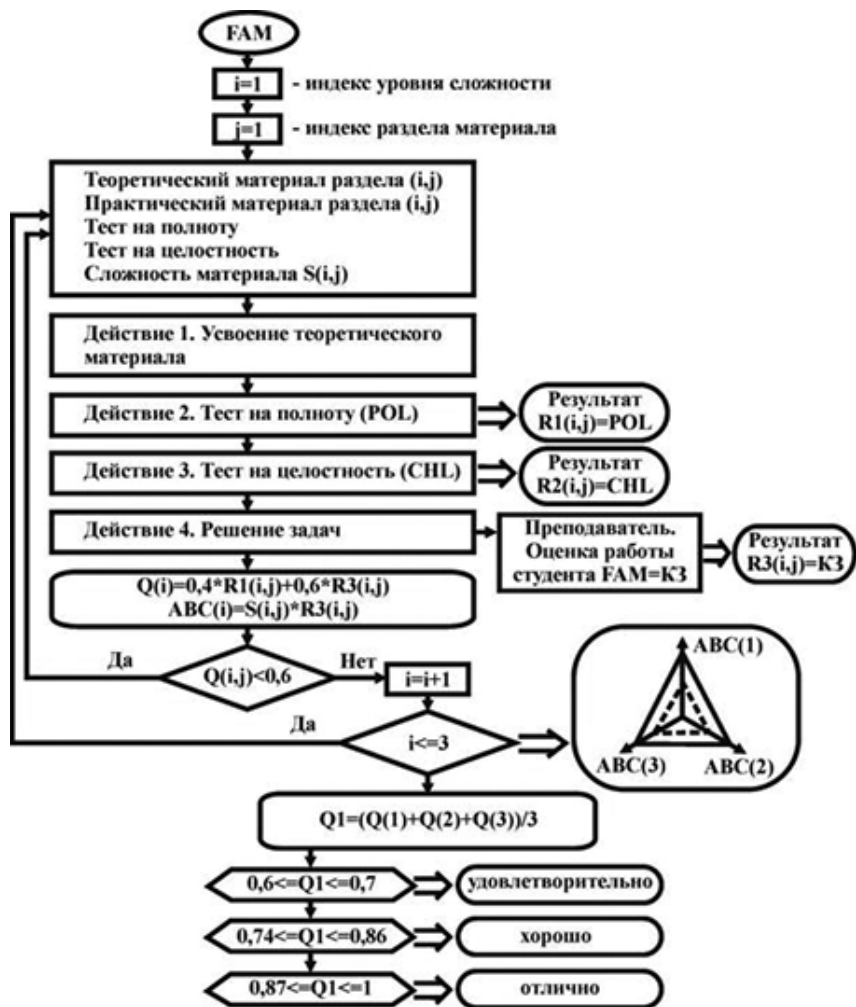 FAM
i=1 - индекс уровня сложности
j=1 - индекс раздела материала
Теоретический материал раздела (i,j)
Практический материал раздела (i,j)
Тест на полноту
Тест на целостность
Сложность материала S(i,j)
Действие 1. Усвоение теоретического
материала
Действие 2. Тест на полноту (POL)
Результат
R1(i,j)=POL
Действие 3. Тест на целостность (CHL)
Результат
R2(i,j)=CHL
Действие 4. Решение задач
Преподаватель.
Оценка работы
студента FAM=КЗ
Результат
R3(i,j)=КЗ
Q(i)=0,4*R1(i,j)+0,6*R3(i,j)
ABC(i)=S(i,j)*R3(i,j)
Да
Q(i,j)<0,6
Нет
i=i+1
Да
i<=3
ABC(1)
ABC(3)
ABC(2)
Q1=(Q(1)+Q(2)+Q(3))/3
0,6<=Q1<=0,7
удовлетворительно
0,74<=Q1<=0,86
хорошо
0,87<=Q1<=1
отлично